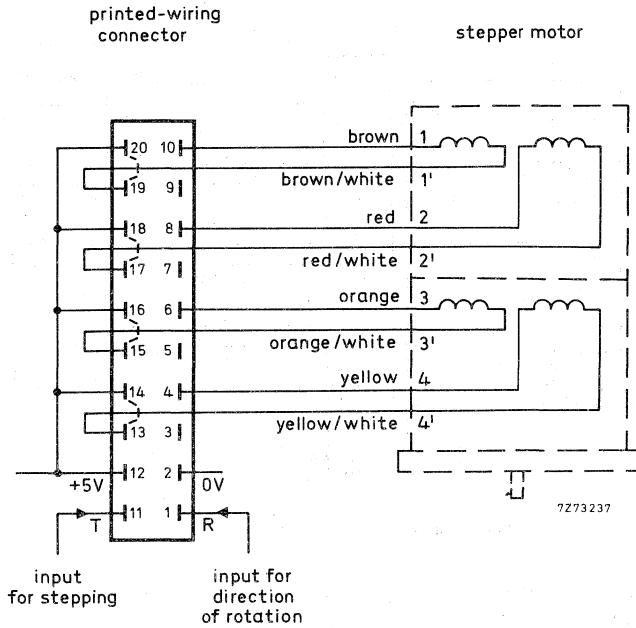 printed-wiring
connector
stepper motor
20 10 brown 1
19 9 brown/white 1'
18 8 red 2
17 7 red/white 2'
16 6 orange 3
15 5 orange/white 3'
14 4 yellow 4
13 3 yellow/white 4'
+5V 12 2 0V
T 11 1 R
7Z73237
input
for stepping
input for
direction
of rotation